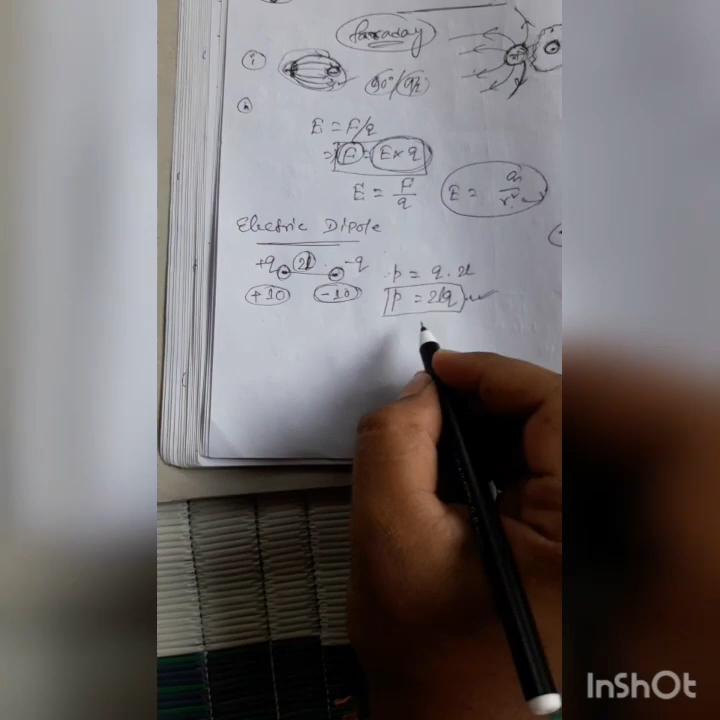 faraday
i
90°/
E = F/q
= F = E × q
E = F/q
E = q/r²
Electric Dipole
+q 2l -q
p = q . 2l
+10 -10
p = 2lq
InShOt